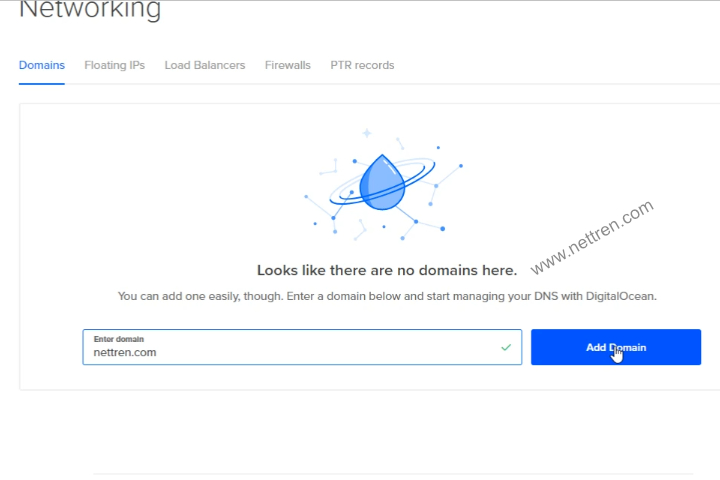 Networking
Domains Floating IPs Load Balancers Firewalls PTR records
www.nettren.com
Looks like there are no domains here.
You can add one easily, though. Enter a domain below and start managing your DNS with DigitalOcean.
Enter domain
nettren.com
Add Domain